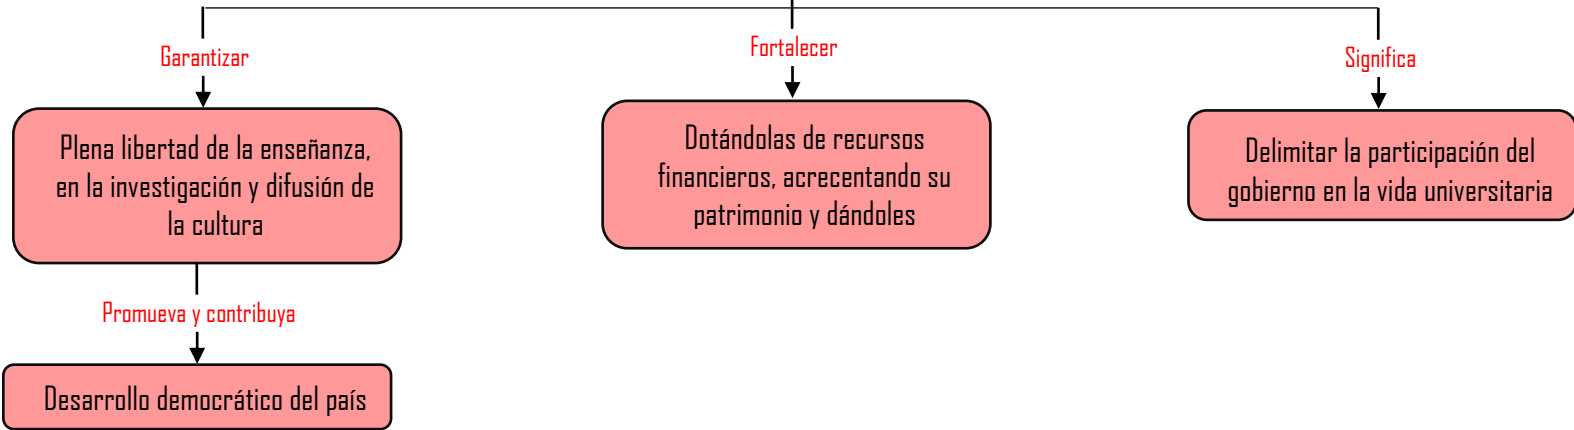 Garantizar
Plena libertad de la enseñanza,
en la investigación y difusión de
la cultura
Promueva y contribuya
Desarrollo democrático del país
Fortalecer
Dotándolas de recursos
financieros, acrecentando su
patrimonio y dándoles
Significa
Delimitar la participación del
gobierno en la vida universitaria